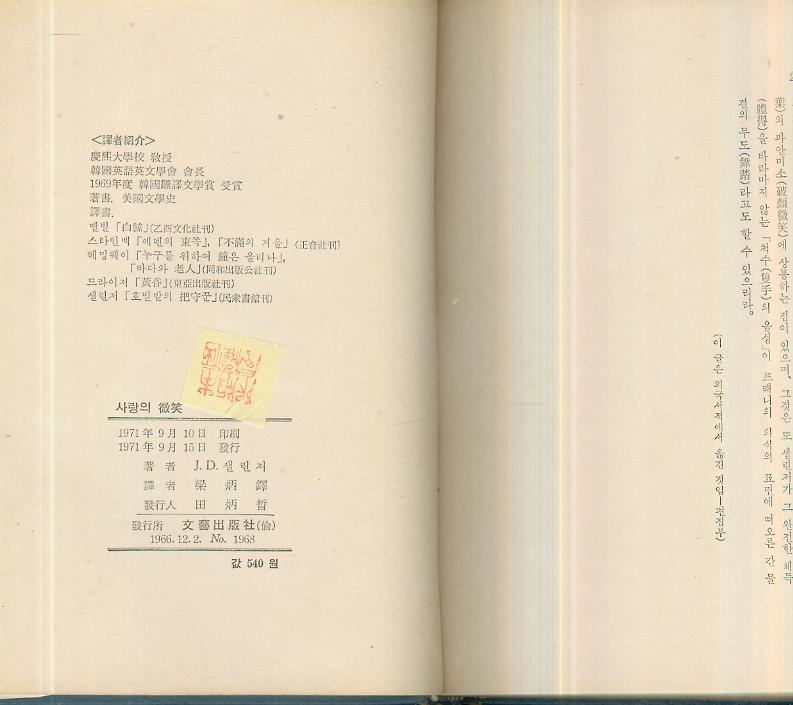 <譯者紹介>
慶熙大學校 敎授
韓國英語英文學會 會長
1969年度 韓國飜譯文學賞 受賞
著書. 美國文學史
譯書.
멜빌 「白鯨」(乙酉文化社刊)
스타인벡 「에덴의 東쪽」, 「不滿의 겨울」 (正音社刊)
헤밍웨이 「누구를 위하여 鐘은 울리나」,
「바다와 老人」(同和出版公社刊)
드라이저 「黃昏」(東亞出版社刊)
샐린저 「호밀밭의 把守꾼」(民衆書館刊)
사랑의 微笑
1971年 9月 10日 印刷
1971年 9月 15日 發行
著 者 J.D. 샐린저
譯 者 梁 炳 鐸
發行人 田 炳 晳
發行所 文藝出版社(倫)
1966.12.2. No. 1968
값 540 원
2
葉)의 파안미소(破顔微笑)에 상통하는 점이 있으며, 그것은 또 샐린저가 그 완전한 체득
(體得)을 바라마지 않는 「척수(隻手)의 음성」이 프래니의 의식의 표면에 떠오른 간 물
결의 무도(舞踏)라고도 할 수 있으리라.
(이 글은 외국서적에서 옮긴 것임—편집부)